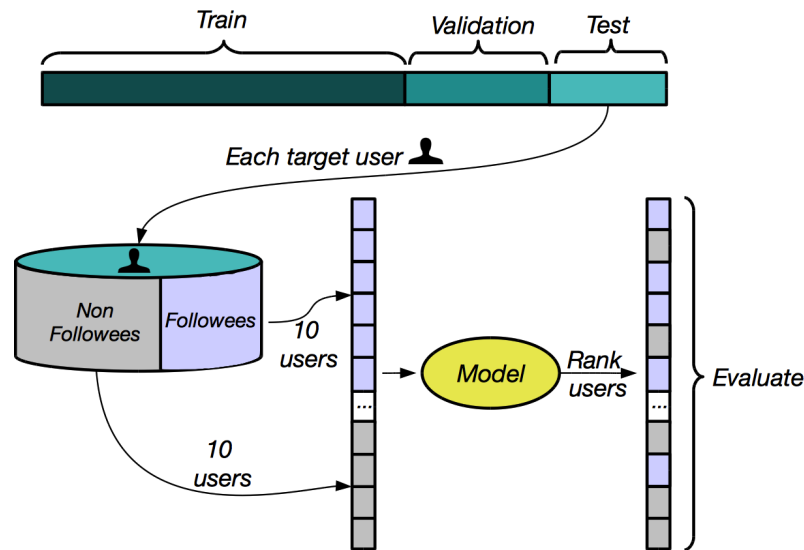 Train
Validation
Test
Each target user
Non
Followees
Followees
10
users
10
users
...
Model
Rank
users
...
Evaluate